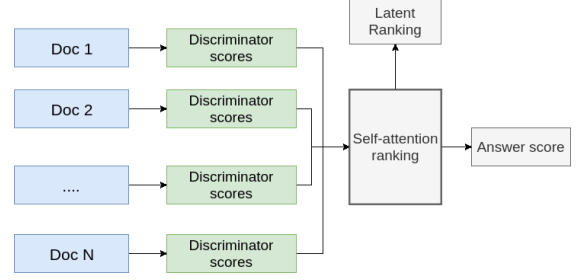 Latent
Ranking
Doc 1
Discriminator
scores
Doc 2
Discriminator
scores
Self-attention
ranking
Answer score
....
Discriminator
scores
Doc N
Discriminator
scores